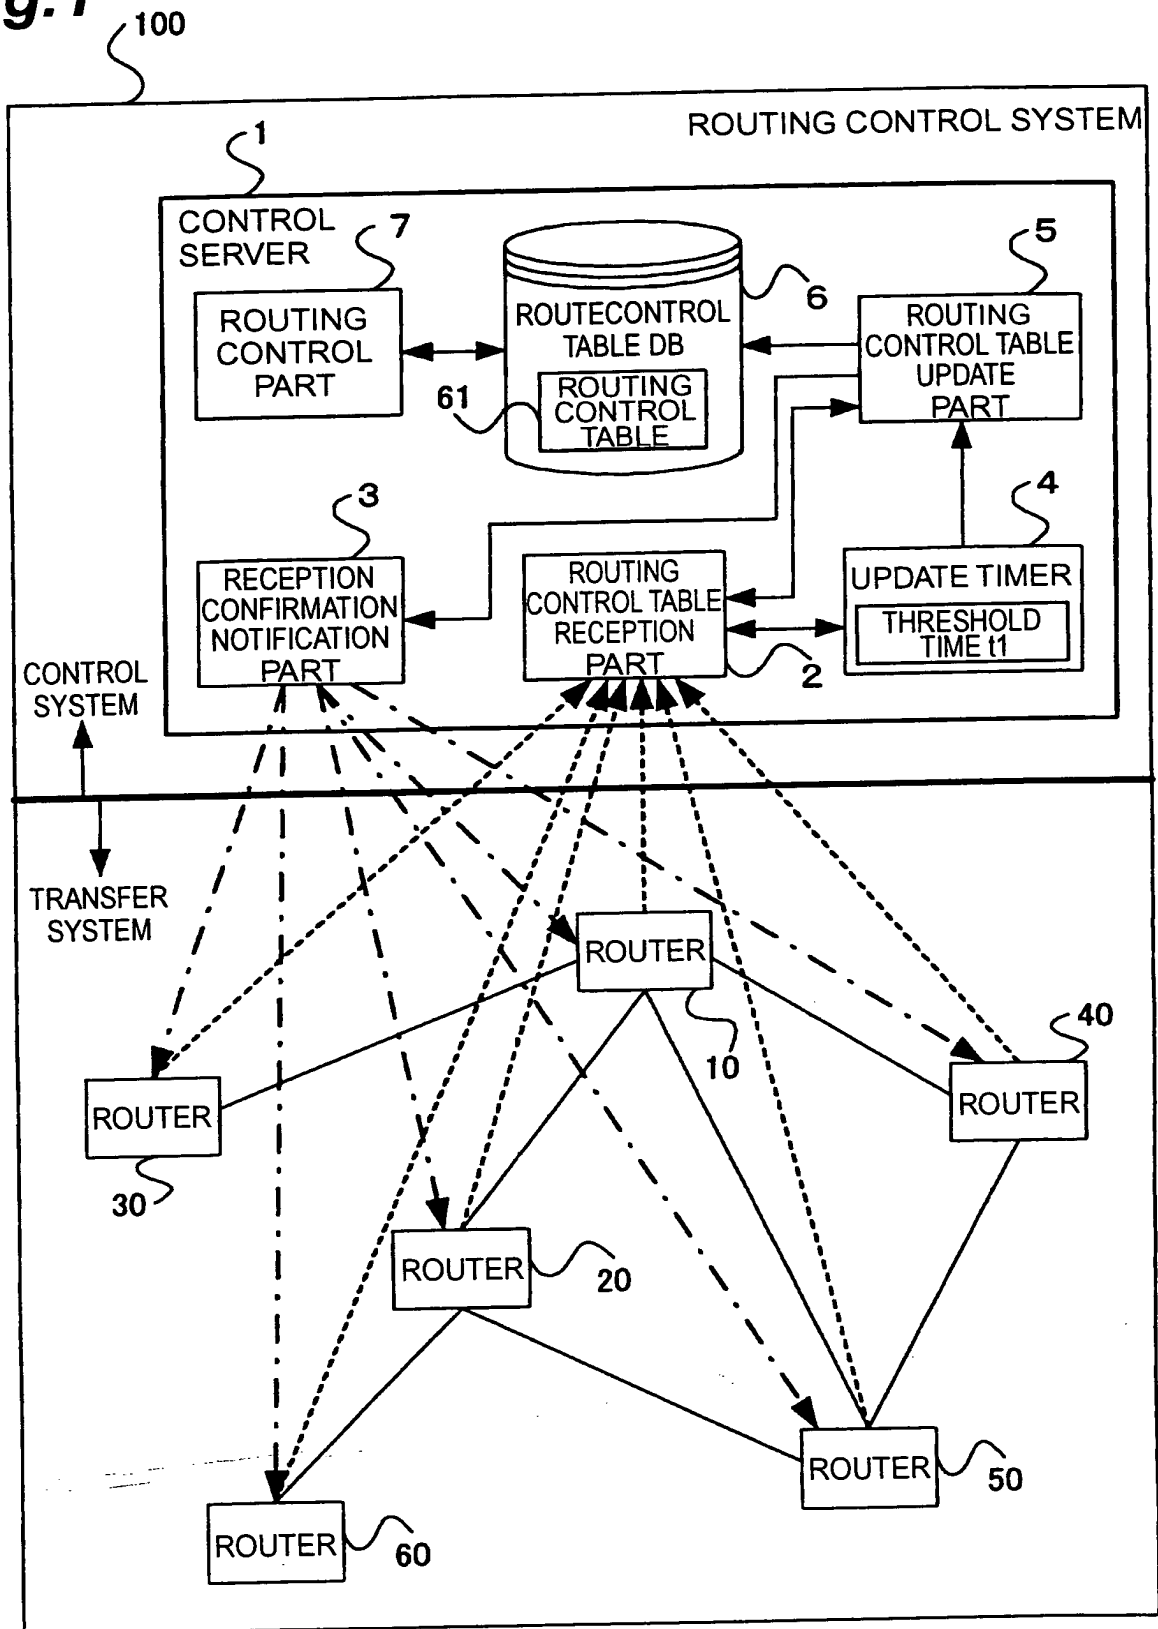 g.1
100
ROUTING CONTROL SYSTEM
1
CONTROL
SERVER
7
ROUTING
CONTROL
PART
ROUTECONTROL
TABLE DB
6
61
ROUTING
CONTROL
TABLE
5
ROUTING
CONTROL TABLE
UPDATE
PART
3
RECEPTION
CONFIRMATION
NOTIFICATION
PART
ROUTING
CONTROL TABLE
RECEPTION
PART
2
4
UPDATE TIMER
THRESHOLD
TIME t1
CONTROL
SYSTEM
TRANSFER
SYSTEM
ROUTER
10
ROUTER
40
ROUTER
30
ROUTER
20
ROUTER
50
ROUTER
60